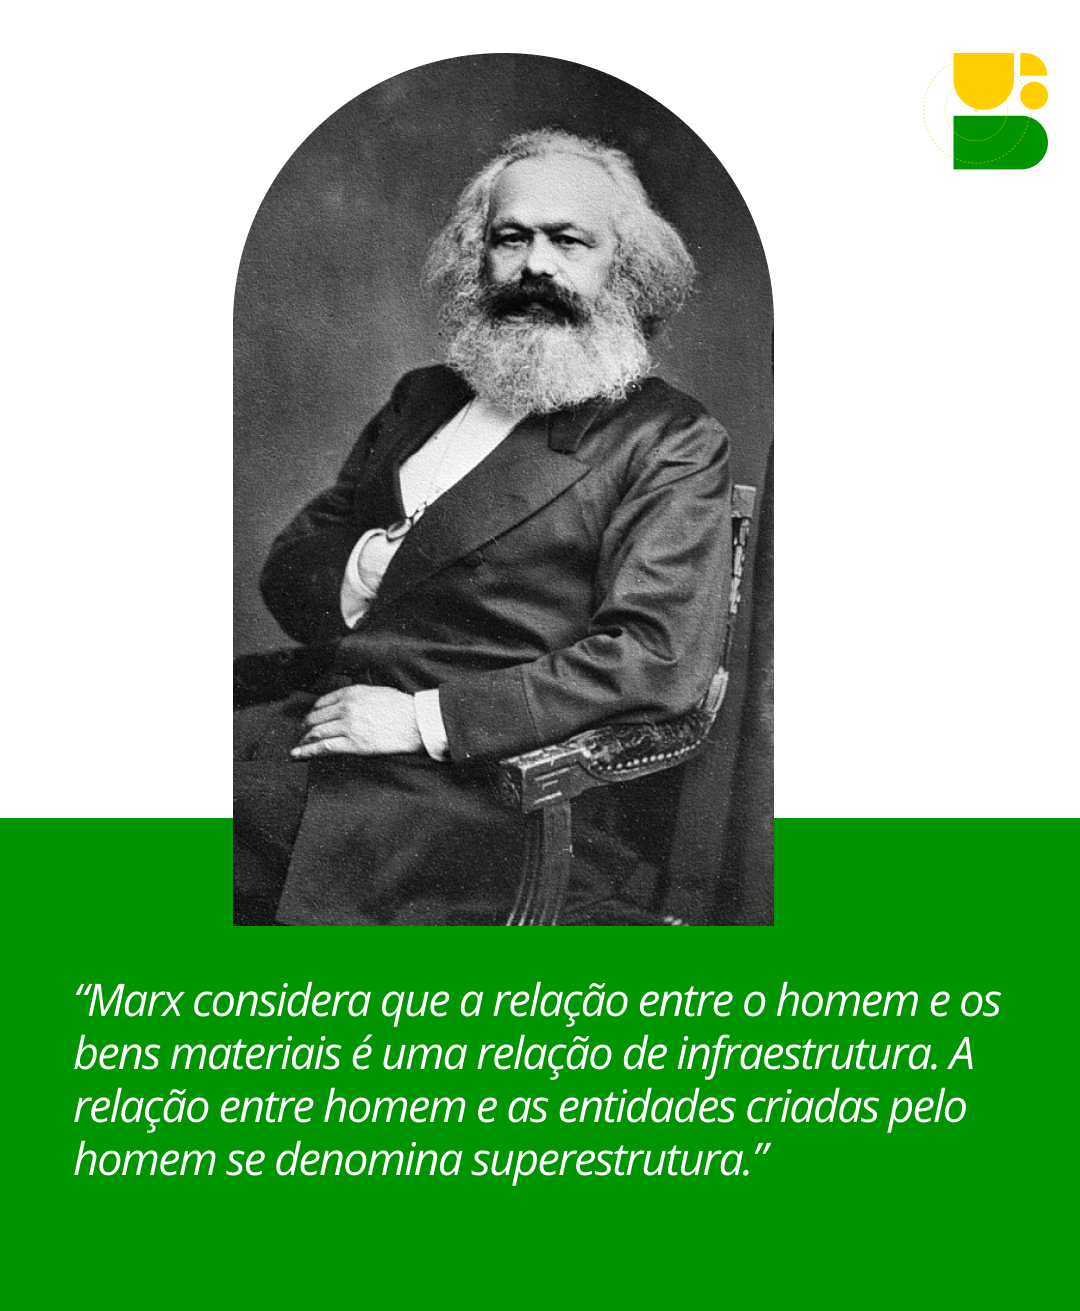 “Marx considera que a relação entre o homem e os
bens materiais é uma relação de infraestrutura. A
relação entre homem e as entidades criadas pelo
homem se denomina superestrutura.”